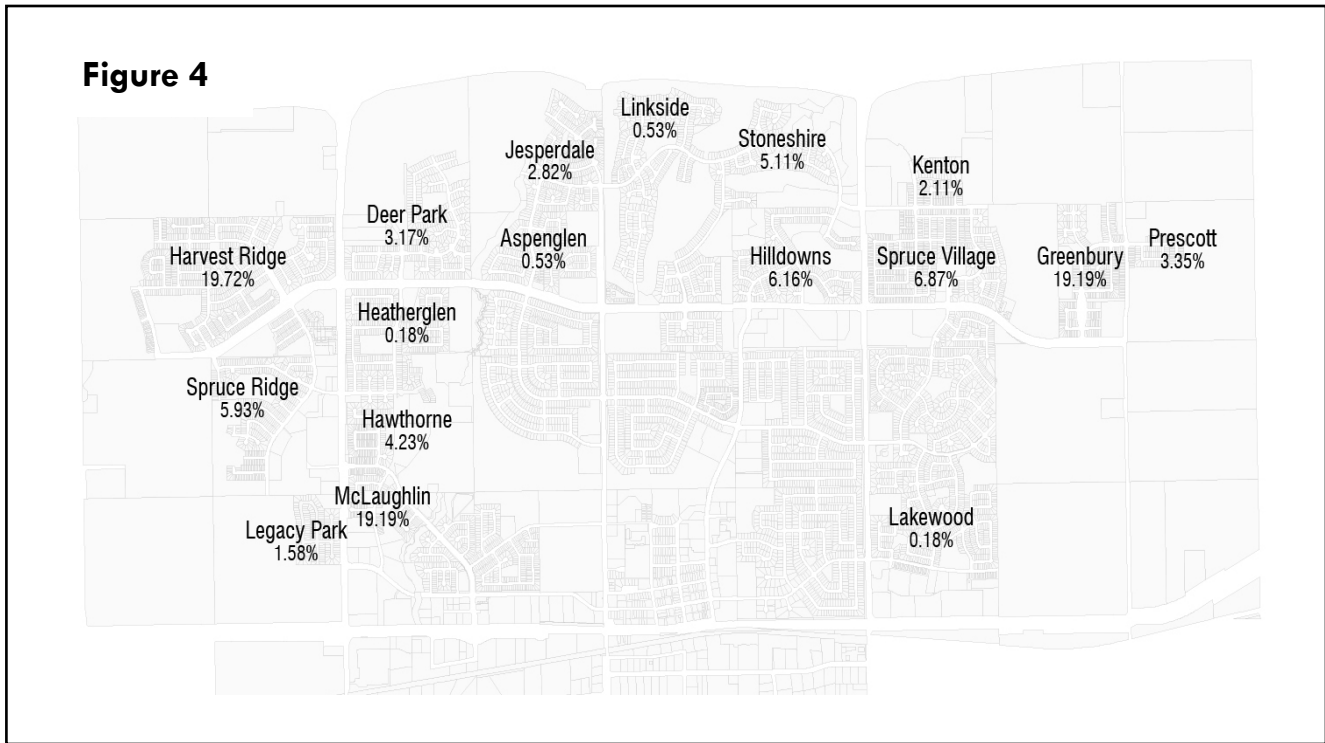 Figure 4
Linkside
0.53%
Jesperdale
2.82%
Stoneshire
5.11%
Kenton
2.11%
Deer Park
3.17%
Aspenglen
0.53%
Harvest Ridge
19.72%
Hilldowns
6.16%
Spruce Village
6.87%
Greenbury
19.19%
Prescott
3.35%
Heatherglen
0.18%
Spruce Ridge
5.93%
Hawthorne
4.23%
McLaughlin
19.19%
Legacy Park
1.58%
Lakewood
0.18%